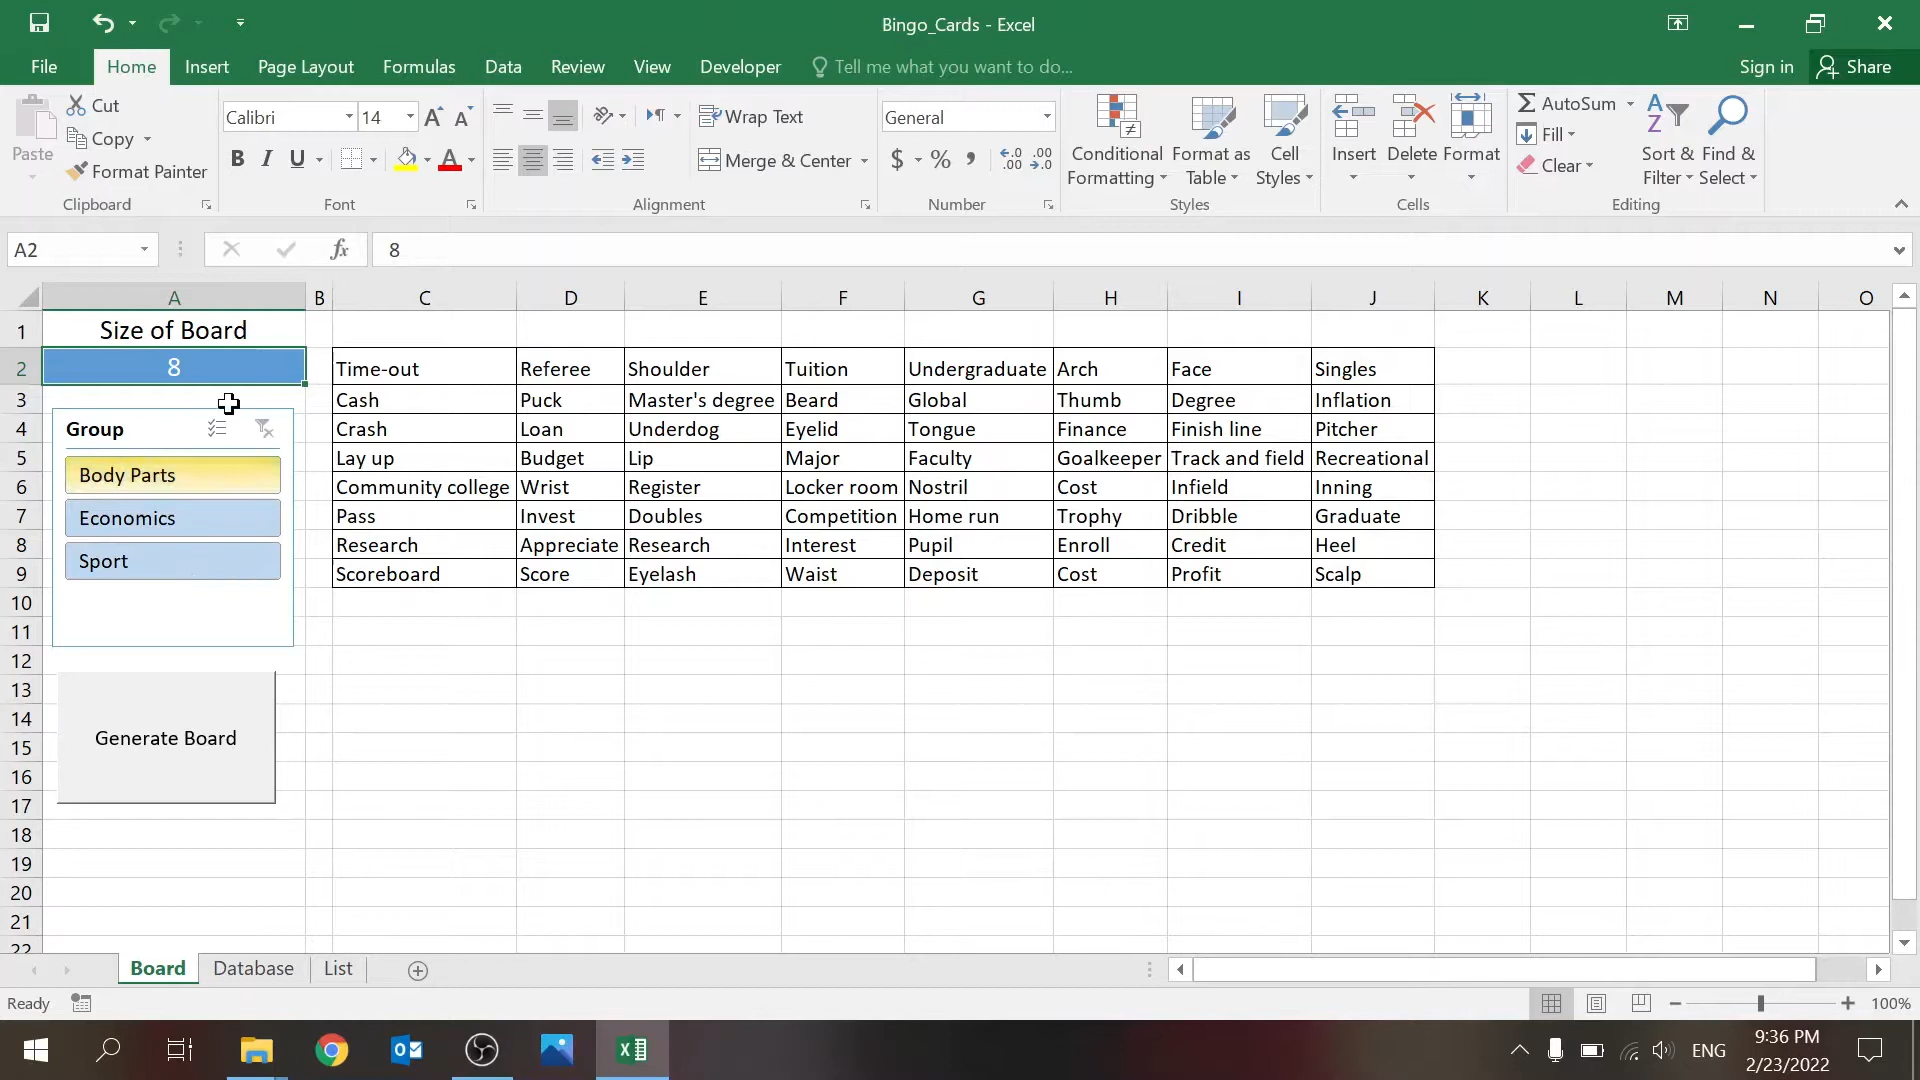 Bingo_Cards - Excel
File Home Insert Page Layout Formulas Data Review View Developer Tell me what you want to do... Sign in Share
Paste
Cut
Copy
Format Painter
Clipboard
Calibri 14 A A
B I U A
Font
Wrap Text
Merge & Center
Alignment
General
$ % , .00 .00
Number
Conditional Formatting
Format as Table
Cell Styles
Styles
Insert Delete Format
Cells
AutoSum
Fill
Clear
Sort & Filter
Find & Select
Editing
A2 fx 8
A B C D E F G H I J K L M N O
1 Size of Board
2 8 Time-out Referee Shoulder Tuition Undergraduate Arch Face Singles
3 Cash Puck Master's degree Beard Global Thumb Degree Inflation
4 Group Crash Loan Underdog Eyelid Tongue Finance Finish line Pitcher
5 Body Parts Lay up Budget Lip Major Faculty Goalkeeper Track and field Recreational
6 Community college Wrist Register Locker room Nostril Cost Infield Inning
7 Economics Pass Invest Doubles Competition Home run Trophy Dribble Graduate
8 Sport Research Appreciate Research Interest Pupil Enroll Credit Heel
9 Scoreboard Score Eyelash Waist Deposit Cost Profit Scalp
10
11
12
13
14
15 Generate Board
16
17
18
19
20
21
22
Board Database List
Ready 100%
ENG 9:36 PM
2/23/2022